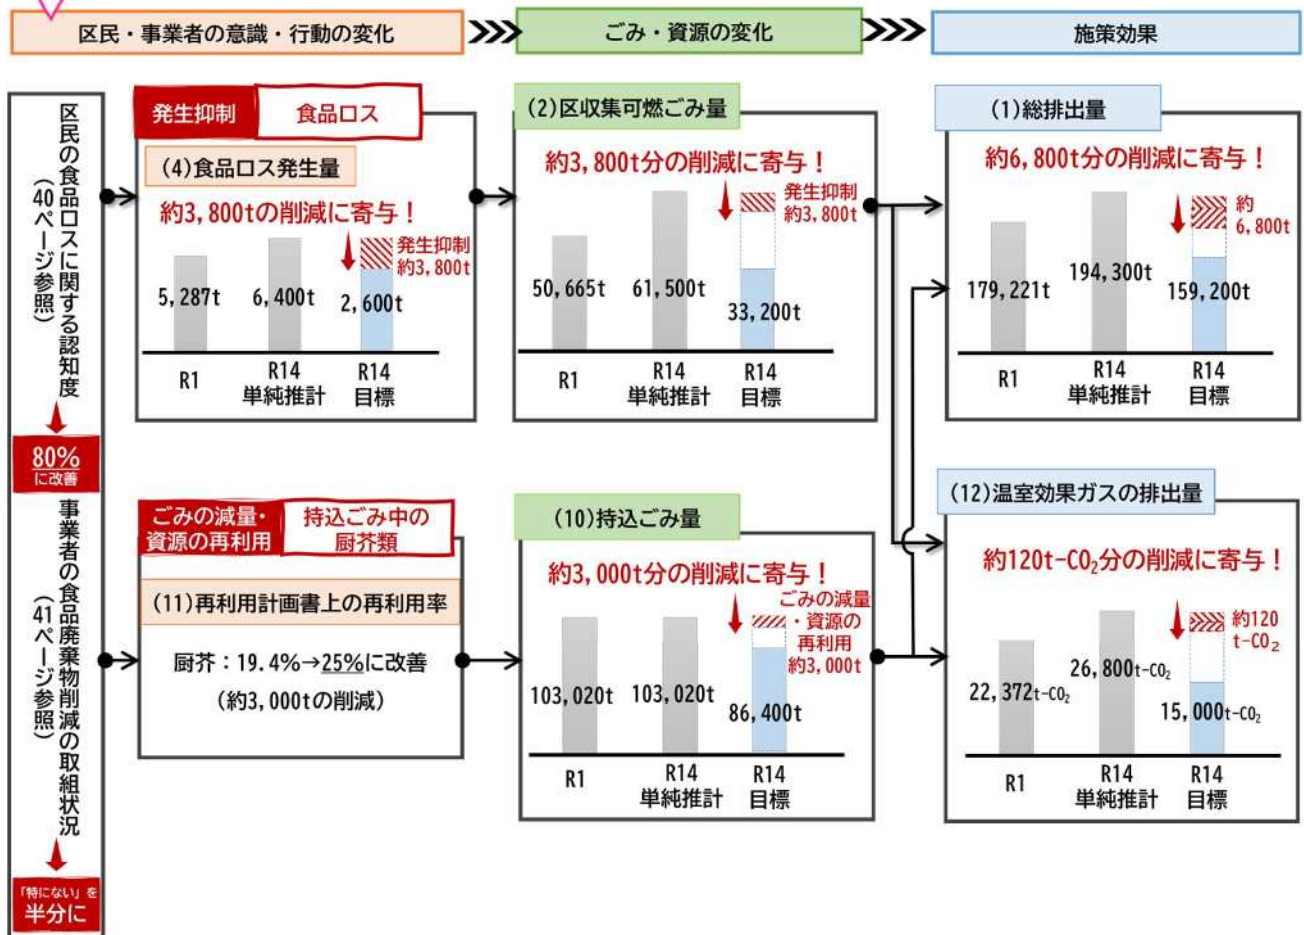 区民・事業者の意識・行動の変化
ごみ・資源の変化
施策効果
区民の食品ロスに関する認知度
(40ページ参照)
80%
に改善
事業者の食品廃棄物削減の取組状況
(41ページ参照)
「特にない」を
半分に
発生抑制
食品ロス
(4)食品ロス発生量
約3,800tの削減に寄与！
発生抑制
約3,800t
5,287t
6,400t
2,600t
R1
R14
単純推計
R14
目標
ごみの減量・
資源の再利用
持込ごみ中の
厨芥類
(11)再利用計画書上の再利用率
厨芥：19.4%→25%に改善
(約3,000tの削減)
(2)区収集可燃ごみ量
約3,800t分の削減に寄与！
発生抑制
約3,800t
50,665t
61,500t
33,200t
R1
R14
単純推計
R14
目標
(10)持込ごみ量
約3,000t分の削減に寄与！
ごみの減量
・資源の
再利用
約3,000t
103,020t
103,020t
86,400t
R1
R14
単純推計
R14
目標
(1)総排出量
約6,800t分の削減に寄与！
約
6,800t
179,221t
194,300t
159,200t
R1
R14
単純推計
R14
目標
(12)温室効果ガスの排出量
約120t-CO₂分の削減に寄与！
約120
t-CO₂
22,372t-CO₂
26,800t-CO₂
15,000t-CO₂
R1
R14
単純推計
R14
目標